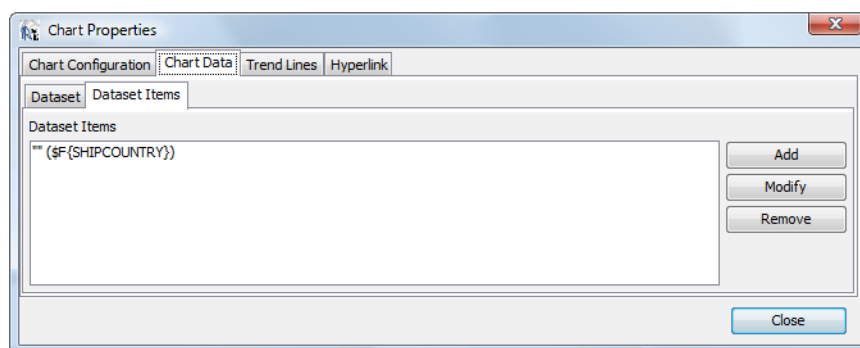 Chart Properties
Chart Configuration Chart Data Trend Lines Hyperlink
Dataset Dataset Items
Dataset Items
"" ($F{SHIPCOUNTRY})
Add
Modify
Remove
Close